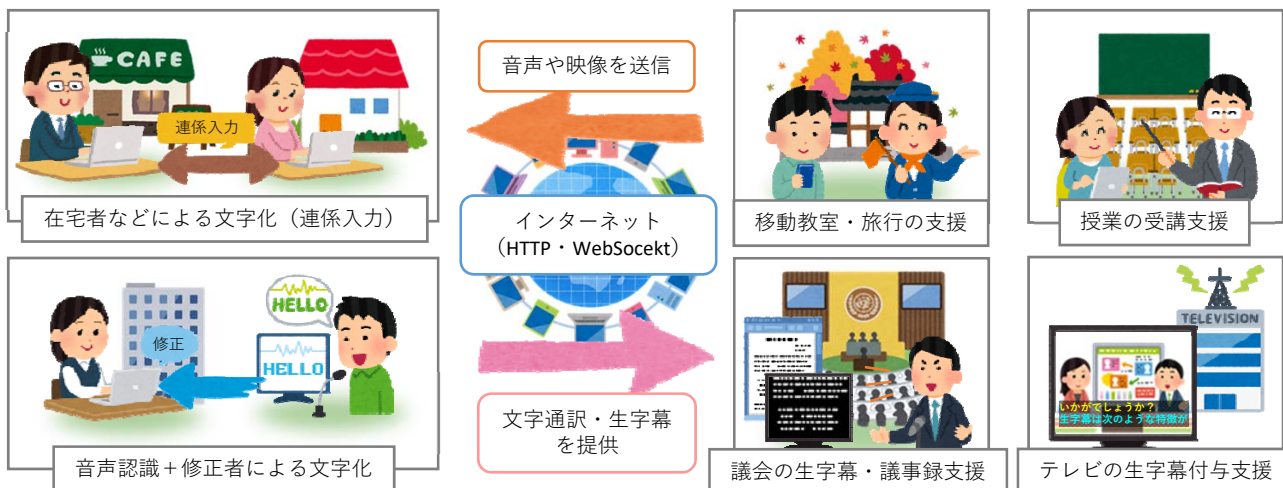 CAFE
連係入力
在宅者などによる文字化（連係入力）
HELLO
修正
HELLO
音声認識＋修正者による文字化
音声や映像を送信
インターネット
（HTTP・WebSocekt）
文字通訳・生字幕
を提供
移動教室・旅行の支援
授業の受講支援
議会の生字幕・議事録支援
TELEVISION
いかがでしょうか？
生字幕は次のような特徴が
テレビの生字幕付与支援